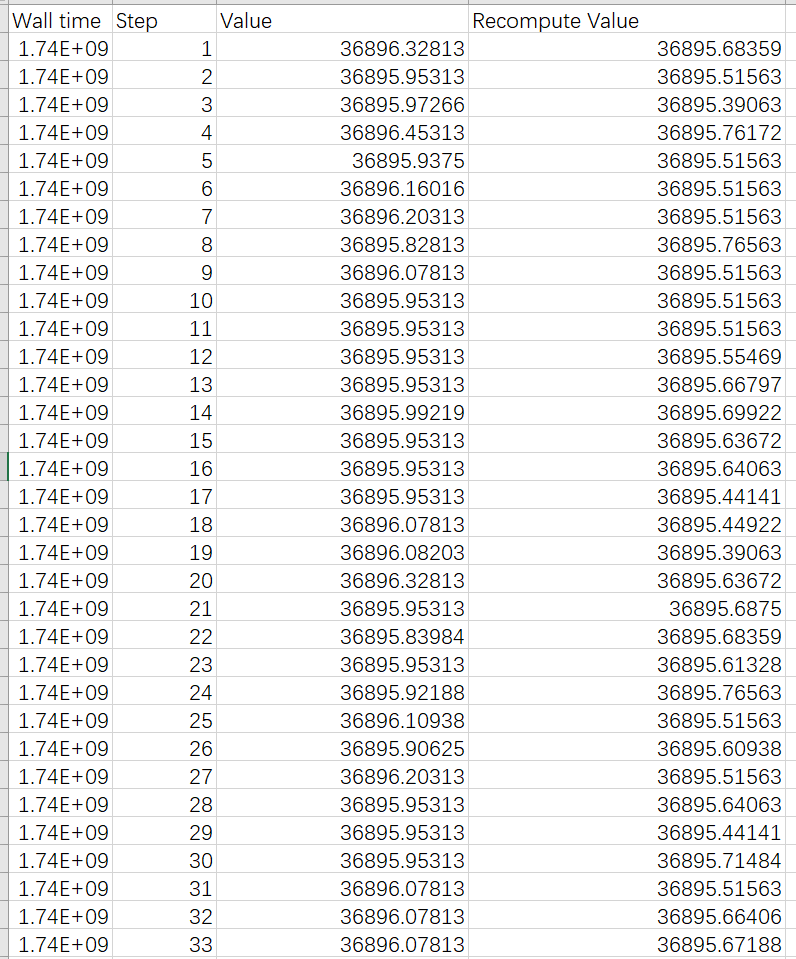 Wall time Step Value Recompute Value
1.74E+09 1 36896.32813 36895.68359
1.74E+09 2 36895.95313 36895.51563
1.74E+09 3 36895.97266 36895.39063
1.74E+09 4 36896.45313 36895.76172
1.74E+09 5 36895.9375 36895.51563
1.74E+09 6 36896.16016 36895.51563
1.74E+09 7 36896.20313 36895.51563
1.74E+09 8 36895.82813 36895.76563
1.74E+09 9 36896.07813 36895.51563
1.74E+09 10 36895.95313 36895.51563
1.74E+09 11 36895.95313 36895.51563
1.74E+09 12 36895.95313 36895.55469
1.74E+09 13 36895.95313 36895.66797
1.74E+09 14 36895.99219 36895.69922
1.74E+09 15 36895.95313 36895.63672
1.74E+09 16 36895.95313 36895.64063
1.74E+09 17 36895.95313 36895.44141
1.74E+09 18 36896.07813 36895.44922
1.74E+09 19 36896.08203 36895.39063
1.74E+09 20 36896.32813 36895.63672
1.74E+09 21 36895.95313 36895.6875
1.74E+09 22 36895.83984 36895.68359
1.74E+09 23 36895.95313 36895.61328
1.74E+09 24 36895.92188 36895.76563
1.74E+09 25 36896.10938 36895.51563
1.74E+09 26 36895.90625 36895.60938
1.74E+09 27 36896.20313 36895.51563
1.74E+09 28 36895.95313 36895.64063
1.74E+09 29 36895.95313 36895.44141
1.74E+09 30 36895.95313 36895.71484
1.74E+09 31 36896.07813 36895.51563
1.74E+09 32 36896.07813 36895.66406
1.74E+09 33 36896.07813 36895.67188